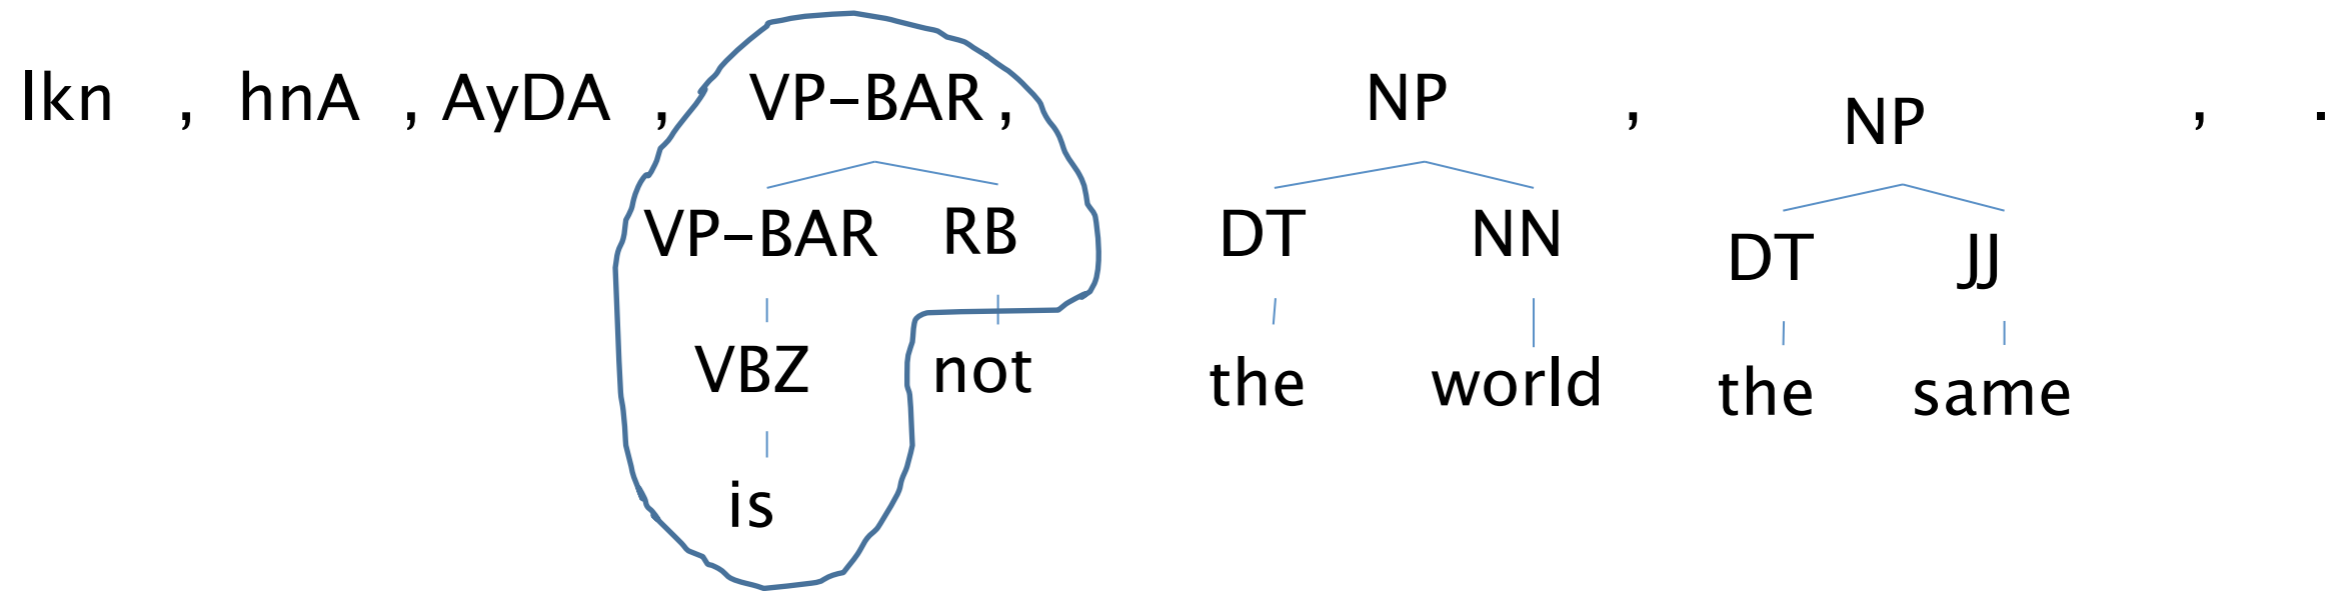 lkn , hnA , AyDA , VP–BAR , NP , NP , .
VP–BAR RB DT NN DT JJ
VBZ not the world the same
is